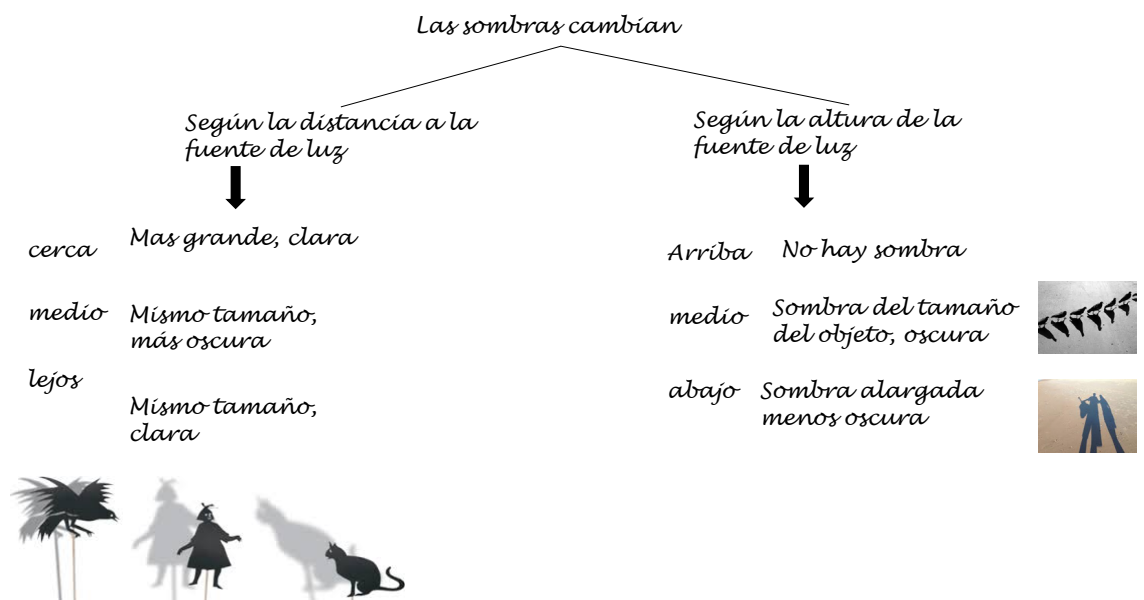 Las sombras cambian
Según la distancia a la
fuente de luz
cerca
Mas grande, clara
medio
Mismo tamaño,
más oscura
lejos
Mismo tamaño,
clara
Según la altura de la
fuente de luz
Arriba
No hay sombra
medio
Sombra del tamaño
del objeto, oscura
abajo
Sombra alargada
menos oscura